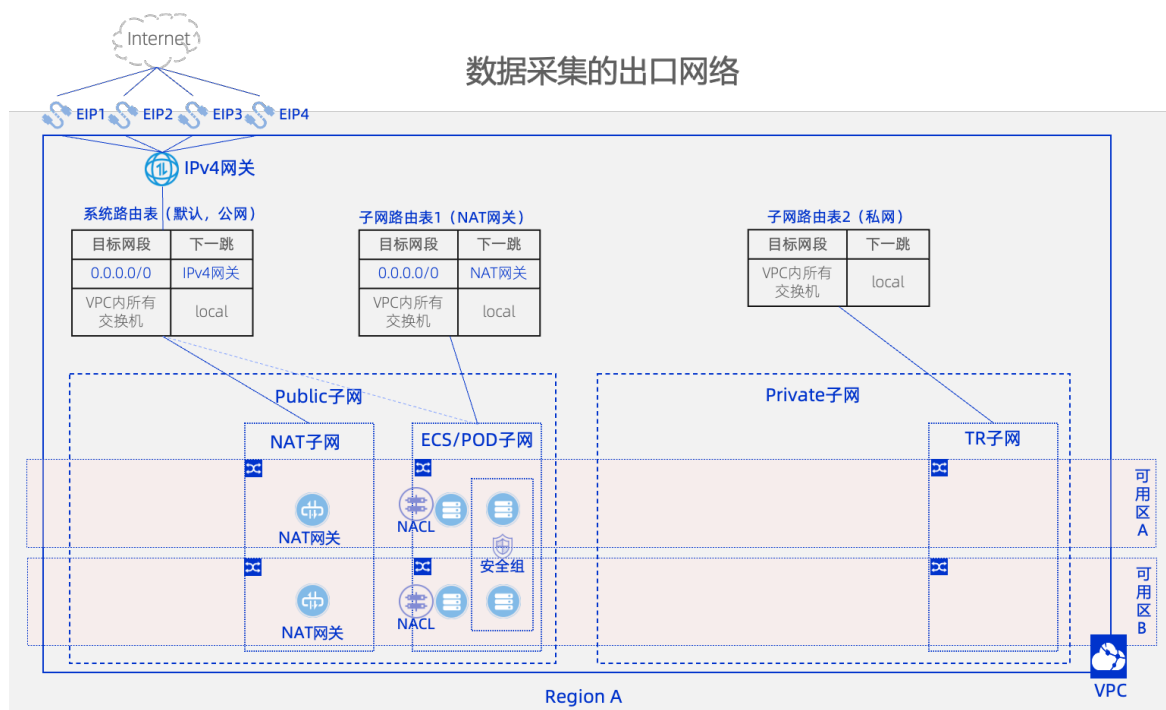 Internet
数据采集的出口网络
EIP1
EIP2
EIP3
EIP4
IPv4网关
系统路由表（默认，公网）
目标网段 下一跳
0.0.0.0/0 IPv4网关
VPC内所有
交换机
local
子网路由表1（NAT网关）
目标网段 下一跳
0.0.0.0/0 NAT网关
VPC内所有
交换机
local
子网路由表2（私网）
目标网段 下一跳
VPC内所有
交换机
local
Public子网
Private子网
NAT子网
ECS/POD子网
TR子网
NAT网关
NACL
安全组
可用区A
NAT网关
NACL
可用区B
VPC
Region A